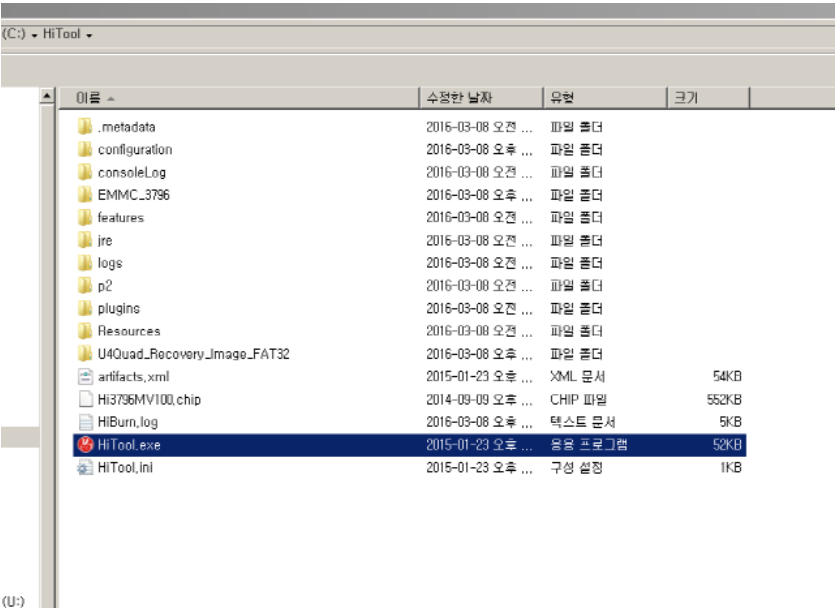 (C:) HiTool
이름 수정한 날짜 유형 크기
.metadata 2016-03-08 오전 ... 파일 폴더
configuration 2016-03-08 오후 ... 파일 폴더
consoleLog 2016-03-08 오전 ... 파일 폴더
EMMC_3796 2016-03-08 오후 ... 파일 폴더
features 2016-03-08 오전 ... 파일 폴더
jre 2016-03-08 오전 ... 파일 폴더
logs 2016-03-08 오전 ... 파일 폴더
p2 2016-03-08 오전 ... 파일 폴더
plugins 2016-03-08 오전 ... 파일 폴더
Resources 2016-03-08 오전 ... 파일 폴더
U4Quad_Recovery_Image_FAT32 2016-03-08 오후 ... 파일 폴더
artifacts.xml 2015-01-23 오후 ... XML 문서 54KB
Hi3796MV100.chip 2014-09-09 오후 ... CHIP 파일 552KB
HiBurn.log 2016-03-08 오후 ... 텍스트 문서 5KB
HiTool.exe 2015-01-23 오후 ... 응용 프로그램 52KB
HiTool.ini 2015-01-23 오후 ... 구성 설정 1KB
(U:)